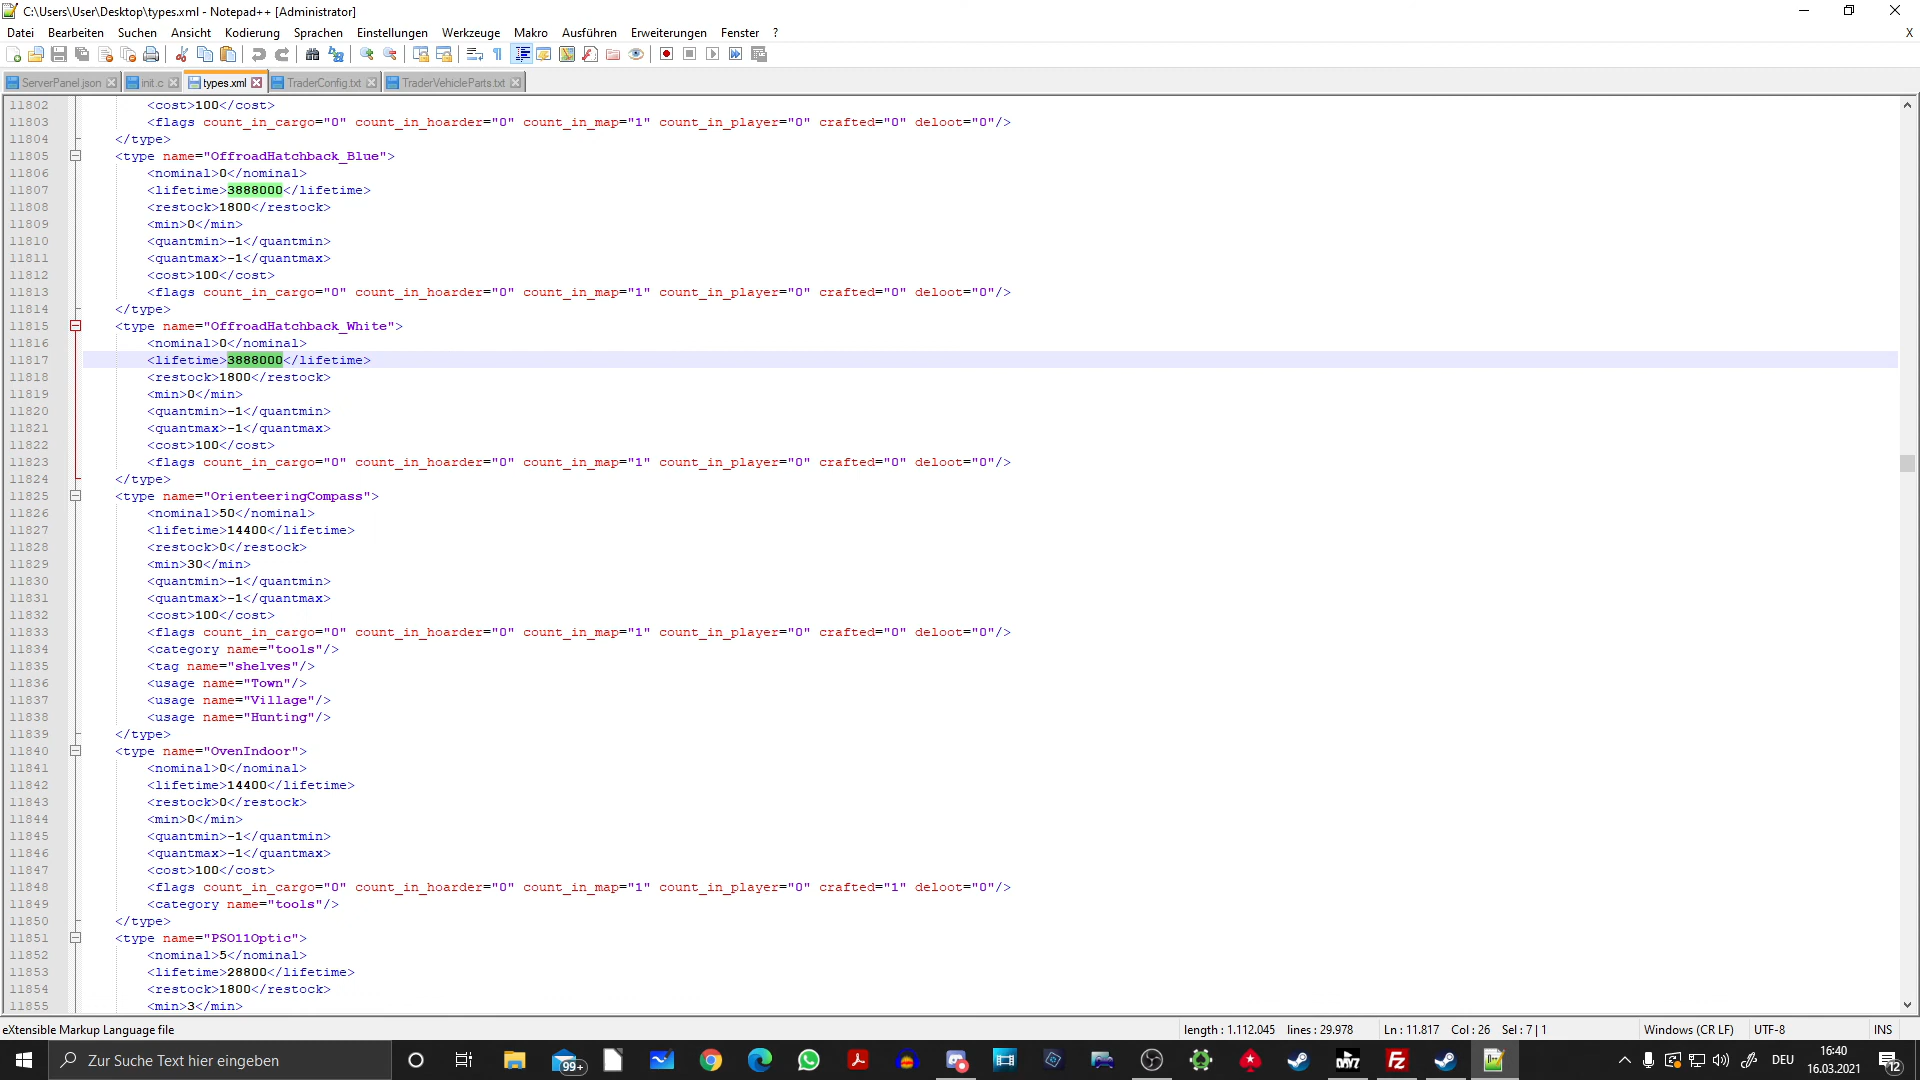 C:\Users\User\Desktop\types.xml - Notepad++ [Administrator]
Datei Bearbeiten Suchen Ansicht Kodierung Sprachen Einstellungen Werkzeuge Makro Ausführen Erweiterungen Fenster ? X
ServerPanel.json init.c types.xml TraderConfig.txt TraderVehicleParts.txt
11802 <cost>100</cost>
11803 <flags count_in_cargo="0" count_in_hoarder="0" count_in_map="1" count_in_player="0" crafted="0" deloot="0"/>
11804 </type>
11805 <type name="OffroadHatchback_Blue">
11806 <nominal>0</nominal>
11807 <lifetime>3888000</lifetime>
11808 <restock>1800</restock>
11809 <min>0</min>
11810 <quantmin>-1</quantmin>
11811 <quantmax>-1</quantmax>
11812 <cost>100</cost>
11813 <flags count_in_cargo="0" count_in_hoarder="0" count_in_map="1" count_in_player="0" crafted="0" deloot="0"/>
11814 </type>
11815 <type name="OffroadHatchback_White">
11816 <nominal>0</nominal>
11817 <lifetime>3888000</lifetime>
11818 <restock>1800</restock>
11819 <min>0</min>
11820 <quantmin>-1</quantmin>
11821 <quantmax>-1</quantmax>
11822 <cost>100</cost>
11823 <flags count_in_cargo="0" count_in_hoarder="0" count_in_map="1" count_in_player="0" crafted="0" deloot="0"/>
11824 </type>
11825 <type name="OrienteeringCompass">
11826 <nominal>50</nominal>
11827 <lifetime>14400</lifetime>
11828 <restock>0</restock>
11829 <min>30</min>
11830 <quantmin>-1</quantmin>
11831 <quantmax>-1</quantmax>
11832 <cost>100</cost>
11833 <flags count_in_cargo="0" count_in_hoarder="0" count_in_map="1" count_in_player="0" crafted="0" deloot="0"/>
11834 <category name="tools"/>
11835 <tag name="shelves"/>
11836 <usage name="Town"/>
11837 <usage name="Village"/>
11838 <usage name="Hunting"/>
11839 </type>
11840 <type name="OvenIndoor">
11841 <nominal>0</nominal>
11842 <lifetime>14400</lifetime>
11843 <restock>0</restock>
11844 <min>0</min>
11845 <quantmin>-1</quantmin>
11846 <quantmax>-1</quantmax>
11847 <cost>100</cost>
11848 <flags count_in_cargo="0" count_in_hoarder="0" count_in_map="1" count_in_player="0" crafted="1" deloot="0"/>
11849 <category name="tools"/>
11850 </type>
11851 <type name="PSO11Optic">
11852 <nominal>5</nominal>
11853 <lifetime>28800</lifetime>
11854 <restock>1800</restock>
11855 <min>3</min>
eXtensible Markup Language file length : 1.112.045 lines : 29.978 Ln : 11.817 Col : 26 Sel : 7 | 1 Windows (CR LF) UTF-8 INS
Zur Suche Text hier eingeben 99+ DAYZ FZ DEU 16:40 12
16.03.2021